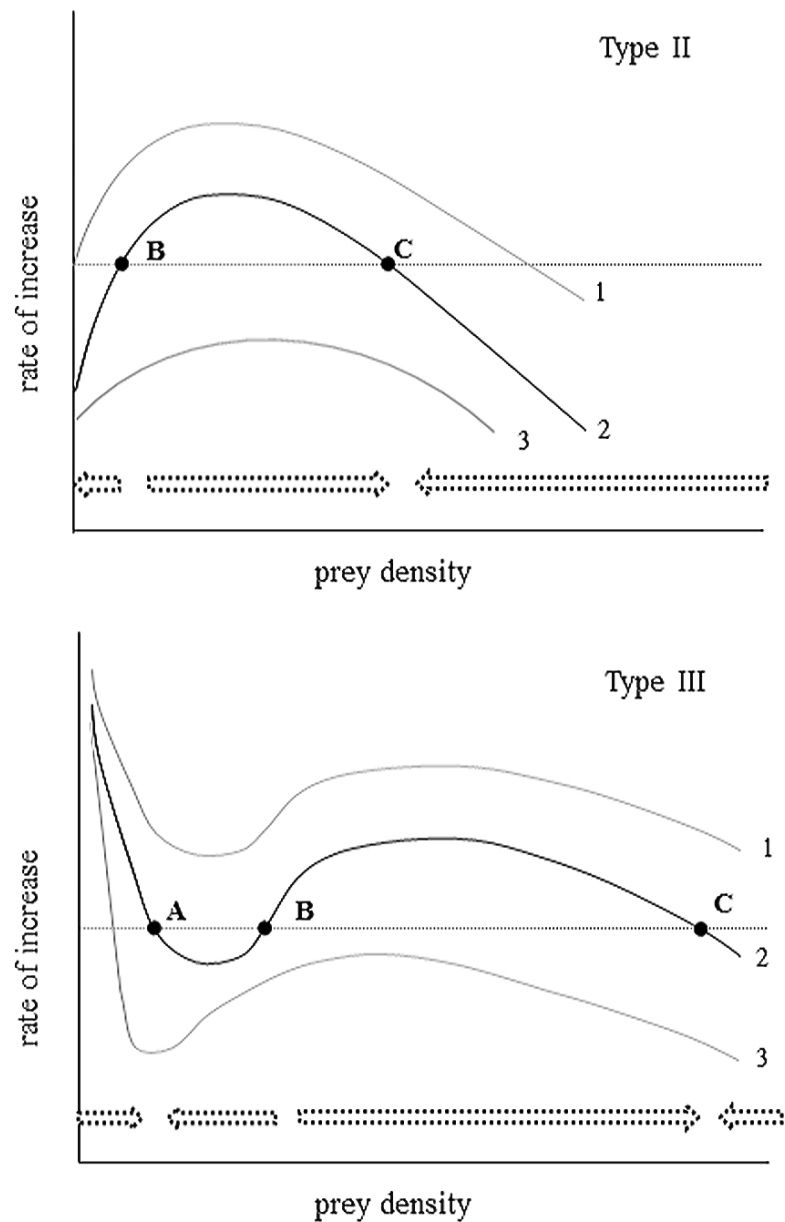 Type II
rate of increase
B
C
1
2
3
prey density
Type III
rate of increase
A
B
C
1
2
3
prey density